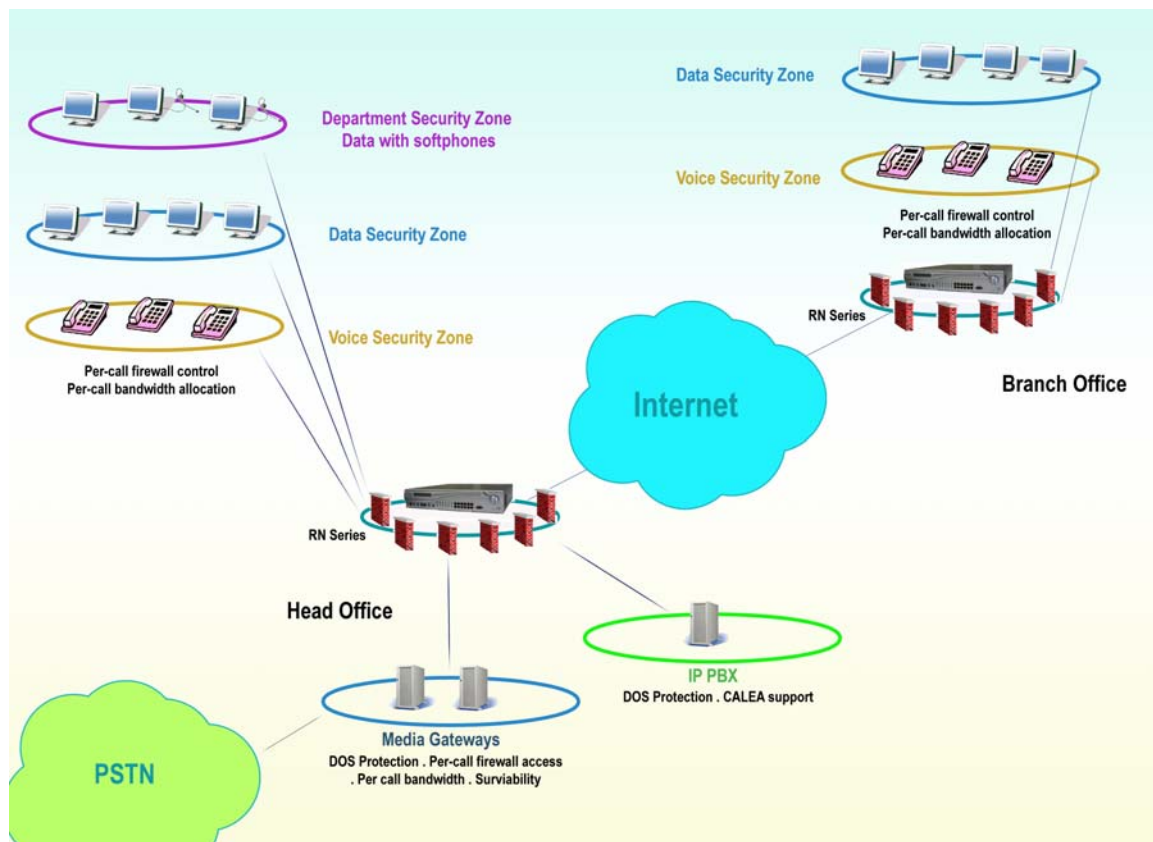 Department Security Zone
Data with softphones
Data Security Zone
Voice Security Zone
Per-call firewall control
Per-call bandwidth allocation
Data Security Zone
Voice Security Zone
Per-call firewall control
Per-call bandwidth allocation
RN Series
Branch Office
Internet
RN Series
Head Office
IP PBX
DOS Protection . CALEA support
Media Gateways
DOS Protection . Per-call firewall access
. Per call bandwidth . Surviability
PSTN